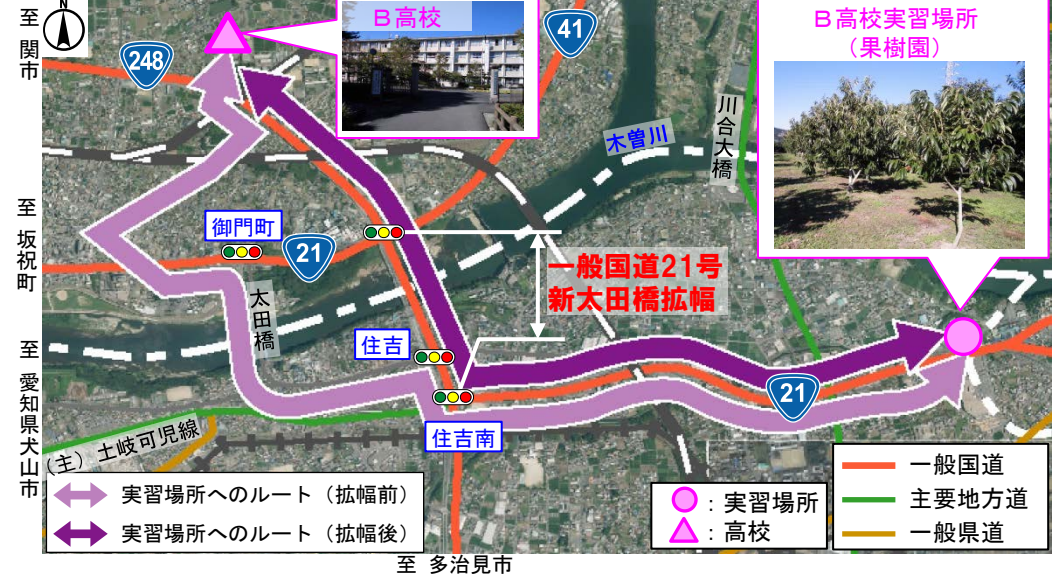 至 関市
N
248
B高校
41
B高校実習場所
(果樹園)
川合大橋
木曽川
至 坂祝町
御門町
21
一般国道21号
新太田橋拡幅
太田橋
住吉
至 愛知県犬山市
21
住吉南
(主)土岐可児線
実習場所へのルート(拡幅前)
実習場所へのルート(拡幅後)
:実習場所
:高校
一般国道
主要地方道
一般県道
至 多治見市